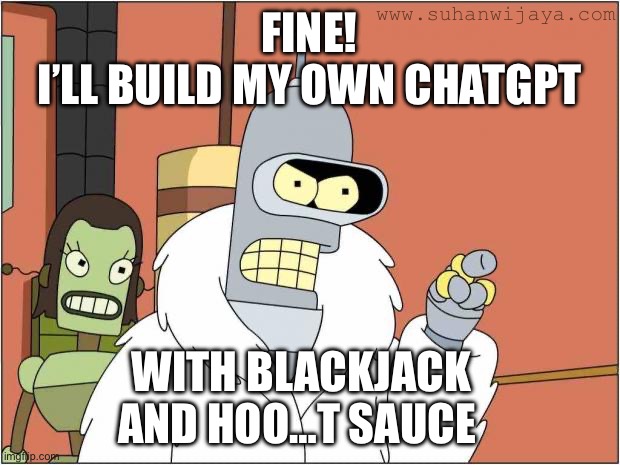 www.suhanwijaya.com
FINE!
I’LL BUILD MY OWN CHATGPT
WITH BLACKJACK
AND HOO...T SAUCE
imgflip.com